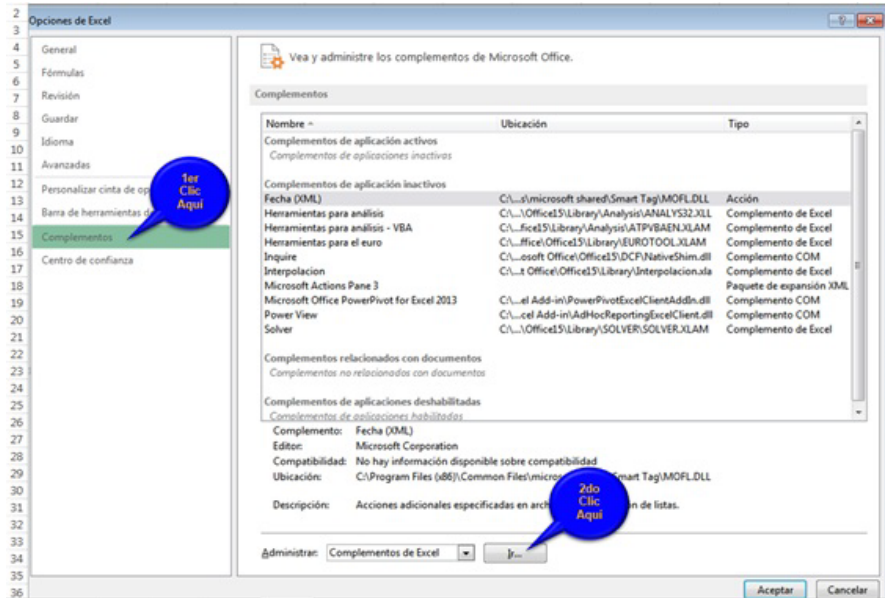 2
3
4
5
6
7
8
9
10
11
12
13
14
15
16
17
18
19
20
21
22
23
24
25
26
27
28
29
30
31
32
33
34
35
36
Opciones de Excel
General
Fórmulas
Revisión
Guardar
Idioma
Avanzadas
Personalizar cinta de
Barra de herramientas
Complementos
Centro de confianza
1er
Clic
Aqui
Vea y administre los complementos de Microsoft Office.
Complementos
Nombre Ubicación Tipo
Complementos de aplicación activos
Complementos de aplicaciones inactivas
Complementos de aplicación inactivos
Fecha (XML) C:\...s\microsoft shared\Smart Tag\MOFL.DLL Acción
Herramientas para análisis C:\...\Office15\Library\Analysis\ANALYS32.XLL Complemento de Excel
Herramientas para análisis - VBA C:\...fice15\Library\Analysis\ATPVBAEN.XLAM Complemento de Excel
Herramientas para el euro C:\...ffice\Office15\Library\EUROTOOL.XLAM Complemento de Excel
Inquire C:\...osoft Office\Office15\DCF\NativeShim.dll Complemento COM
Interpolacion C:\...t Office\Office15\Library\Interpolacion.xla Complemento de Excel
Microsoft Actions Pane 3 Paquete de expansión XML
Microsoft Office PowerPivot for Excel 2013 C:\...el Add-in\PowerPivotExcelClientAddIn.dll Complemento COM
Power View C:\...cel Add-in\AdHocReportingExcelClient.dll Complemento COM
Solver C:\...\Office15\Library\SOLVER\SOLVER.XLAM Complemento de Excel
Complementos relacionados con documentos
Complementos no relacionados con documentos
Complementos de aplicaciones deshabilitadas
Complementos de aplicaciones habilitadas
Complemento: Fecha (XML)
Editor: Microsoft Corporation
Compatibilidad: No hay información disponible sobre compatibilidad
Ubicación: C:\Program Files (x86)\Common Files\micro Smart Tag\MOFL.DLL
Descripción: Acciones adicionales especificadas en arch n de listas.
2do
Clic
Aqui
Administrar: Complementos de Excel Ir...
Aceptar Cancelar